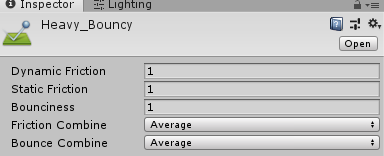 Inspector Lighting
Heavy_Bouncy
Open
Dynamic Friction 1
Static Friction 1
Bounciness 1
Friction Combine Average
Bounce Combine Average